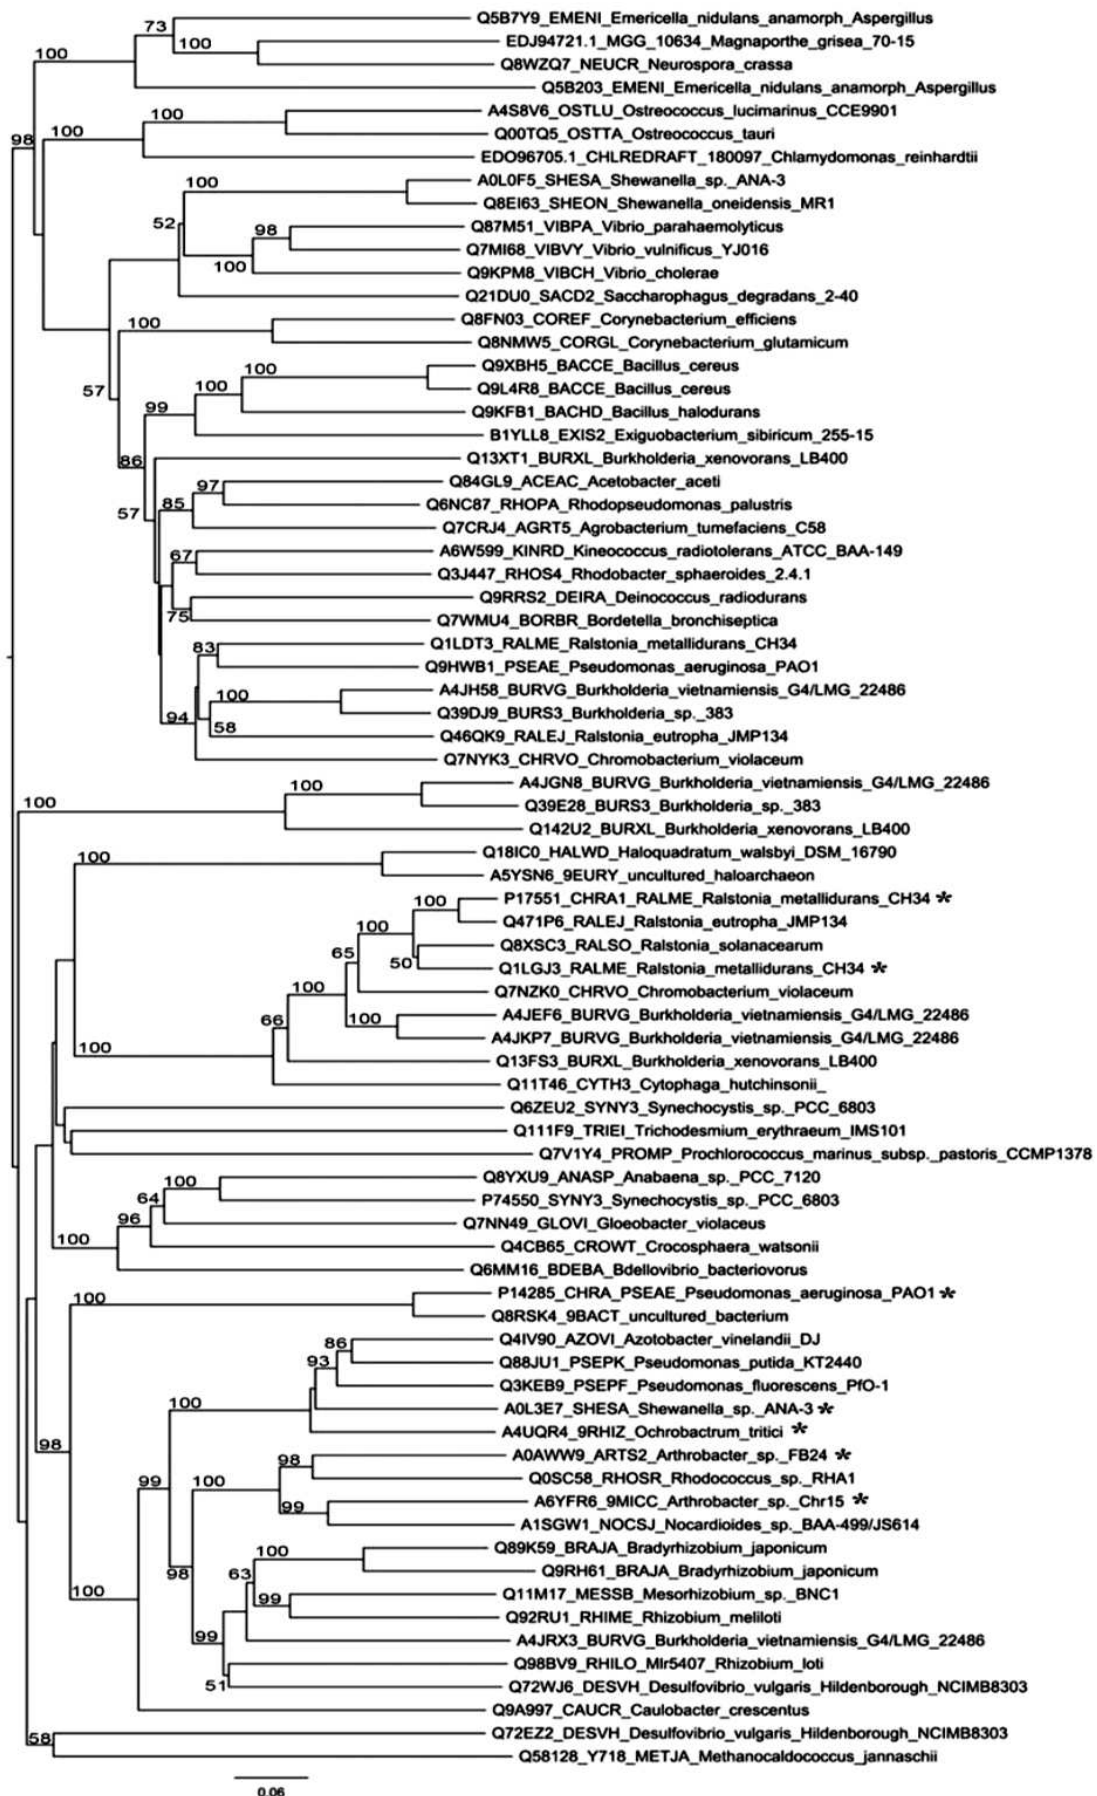 73
Q5B7Y9_EMENI_Emericella_nidulans_anamorph_Aspergillus
100
EDJ94721.1_MGG_10634_Magnaporthe_grisea_70-15
100
Q8WZQ7_NEUCR_Neurospora_crassa
Q5B203_EMENI_Emericella_nidulans_anamorph_Aspergillus
100
A4S8V6_OSTLU_Ostreococcus_lucimarinus_CCE9901
98
100
Q00TQ5_OSTTA_Ostreococcus_tauri
EDO96705.1_CHLREDRAFT_180097_Chlamydomonas_reinhardtii
100
A0L0F5_SHESA_Shewanella_sp._ANA-3
Q8EI63_SHEON_Shewanella_oneidensis_MR1
52
98
Q87M51_VIBPA_Vibrio_parahaemolyticus
Q7MI68_VIBVY_Vibrio_vulnificus_YJ016
100
Q9KPM8_VIBCH_Vibrio_cholerae
Q21DU0_SACD2_Saccharophagus_degradans_2-40
100
Q8FN03_COREF_Corynebacterium_efficiens
Q8NMW5_CORGL_Corynebacterium_glutamicum
100
Q9XBH5_BACCE_Bacillus_cereus
57
100
Q9L4R8_BACCE_Bacillus_cereus
99
Q9KFB1_BACHD_Bacillus_halodurans
B1YLL8_EXIS2_Exiguobacterium_sibiricum_255-15
86
Q13XT1_BURXL_Burkholderia_xenovorans_LB400
97
Q84GL9_ACEAC_Acetobacter_aceti
57
85
Q6NC87_RHOPA_Rhodopseudomonas_palustris
Q7CRJ4_AGRT5_Agrobacterium_tumefaciens_C58
67
A6W599_KINRD_Kineococcus_radiotolerans_ATCC_BAA-149
Q3J447_RHOS4_Rhodobacter_sphaeroides_2.4.1
Q9RRS2_DEIRA_Deinococcus_radiodurans
75
Q7WMU4_BORBR_Bordetella_bronchiseptica
83
Q1LDT3_RALME_Ralstonia_metallidurans_CH34
Q9HWB1_PSEAE_Pseudomonas_aeruginosa_PAO1
100
A4JH58_BURVG_Burkholderia_vietnamiensis_G4/LMG_22486
94
Q39DJ9_BURS3_Burkholderia_sp._383
58
Q46QK9_RALEJ_Ralstonia_eutropha_JMP134
Q7NYK3_CHRVO_Chromobacterium_violaceum
100
A4JGN8_BURVG_Burkholderia_vietnamiensis_G4/LMG_22486
100
Q39E28_BURS3_Burkholderia_sp._383
Q142U2_BURXL_Burkholderia_xenovorans_LB400
100
Q18IC0_HALWD_Haloquadratum_walsbyi_DSM_16790
A5YSN6_9EURY_uncultured_haloarchaeon
100
P17551_CHRA1_RALME_Ralstonia_metallidurans_CH34 *
100
Q471P6_RALEJ_Ralstonia_eutropha_JMP134
65
Q8XSC3_RALSO_Ralstonia_solanacearum
50
Q1LGJ3_RALME_Ralstonia_metallidurans_CH34 *
100
Q7NZK0_CHRVO_Chromobacterium_violaceum
66
100
A4JEF6_BURVG_Burkholderia_vietnamiensis_G4/LMG_22486
100
A4JKP7_BURVG_Burkholderia_vietnamiensis_G4/LMG_22486
Q13FS3_BURXL_Burkholderia_xenovorans_LB400
Q11T46_CYTH3_Cytophaga_hutchinsonii_
Q6ZEU2_SYNY3_Synechocystis_sp._PCC_6803
Q111F9_TRIEI_Trichodesmium_erythraeum_IMS101
Q7V1Y4_PROMP_Prochlorococcus_marinus_subsp._pastoris_CCMP1378
100
Q8YXU9_ANASP_Anabaena_sp._PCC_7120
64
P74550_SYNY3_Synechocystis_sp._PCC_6803
96
Q7NN49_GLOVI_Gloeobacter_violaceus
100
Q4CB65_CROWT_Crocosphaera_watsonii
Q6MM16_BDEBA_Bdellovibrio_bacteriovorus
100
P14285_CHRA_PSEAE_Pseudomonas_aeruginosa_PAO1 *
Q8RSK4_9BACT_uncultured_bacterium
86
Q4IV90_AZOVI_Azotobacter_vinelandii_DJ
93
Q88JU1_PSEPK_Pseudomonas_putida_KT2440
Q3KEB9_PSEPF_Pseudomonas_fluorescens_PfO-1
100
A0L3E7_SHESA_Shewanella_sp._ANA-3 *
A4UQR4_9RHIZ_Ochrobactrum_tritici *
98
98
A0AWW9_ARTS2_Arthrobacter_sp._FB24 *
99
100
Q0SC58_RHOSR_Rhodococcus_sp._RHA1
99
A6YFR6_9MICC_Arthrobacter_sp._Chr15 *
A1SGW1_NOCSJ_Nocardioides_sp._BAA-499/JS614
100
Q89K59_BRAJA_Bradyrhizobium_japonicum
98
63
Q9RH61_BRAJA_Bradyrhizobium_japonicum
100
99
Q11M17_MESSB_Mesorhizobium_sp._BNC1
Q92RU1_RHIME_Rhizobium_meliloti
99
A4JRX3_BURVG_Burkholderia_vietnamiensis_G4/LMG_22486
Q98BV9_RHILO_Mlr5407_Rhizobium_loti
51
Q72WJ6_DESVH_Desulfovibrio_vulgaris_Hildenborough_NCIMB8303
Q9A997_CAUCR_Caulobacter_crescentus
58
Q72EZ2_DESVH_Desulfovibrio_vulgaris_Hildenborough_NCIMB8303
Q58128_Y718_METJA_Methanocaldococcus_jannaschii
0.06